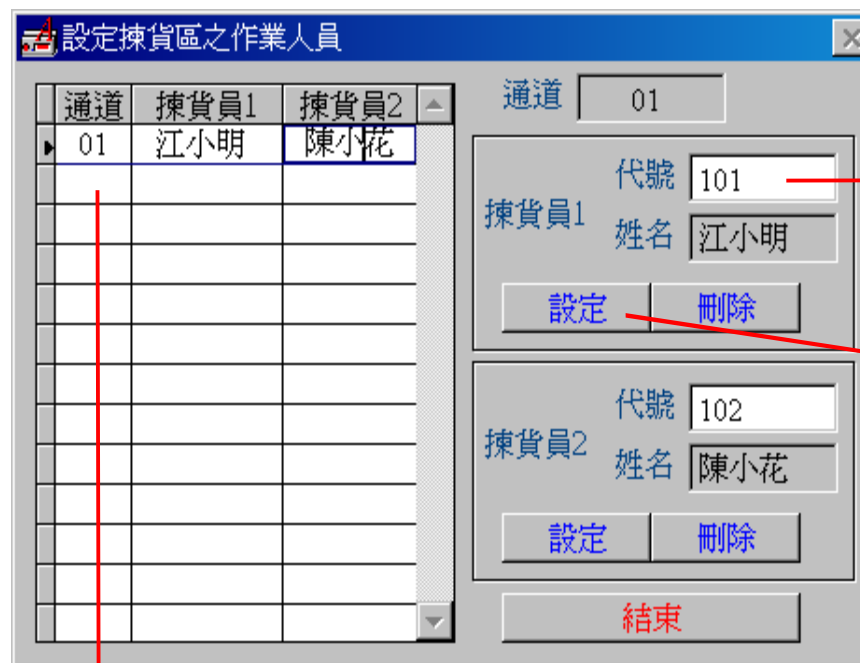 設定揀貨區之作業人員
通道 揀貨員1 揀貨員2
01 江小明 陳小花
通道 01
揀貨員1
代號 101
姓名 江小明
設定 刪除
揀貨員2
代號 102
姓名 陳小花
設定 刪除
結束